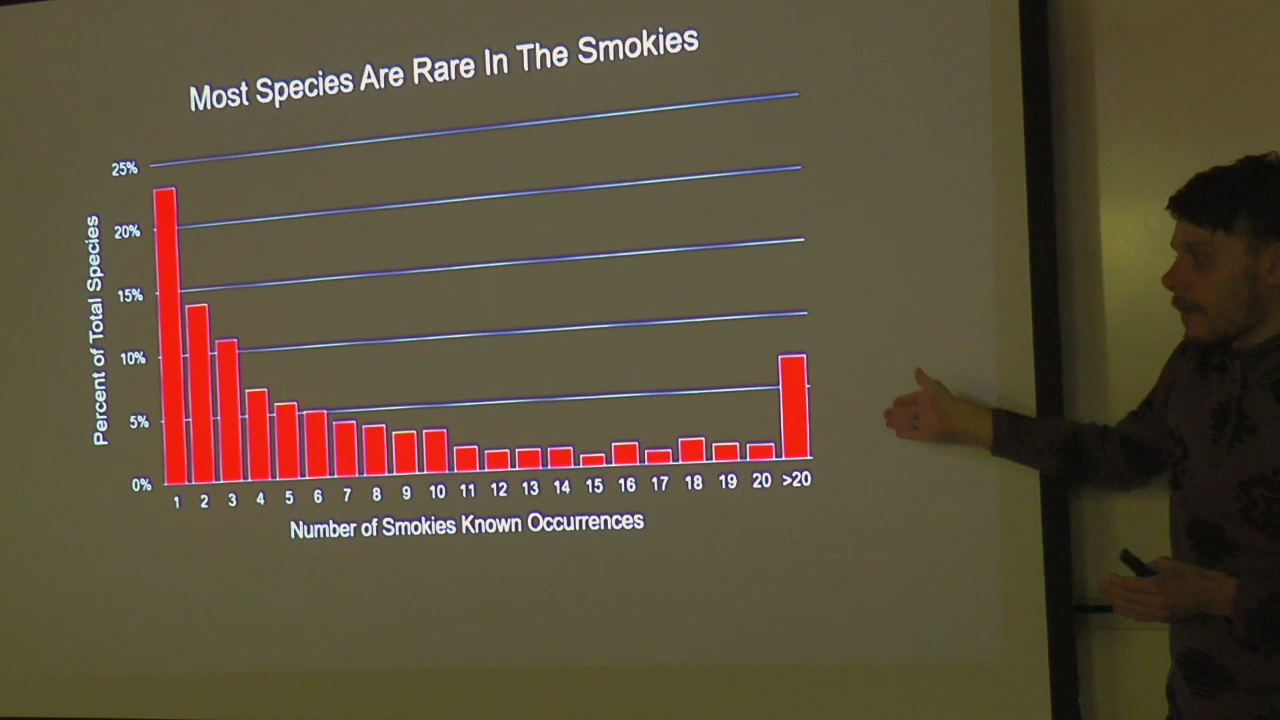 Most Species Are Rare In The Smokies
25%
20%
15%
10%
5%
0%
Percent of Total Species
1 2 3 4 5 6 7 8 9 10 11 12 13 14 15 16 17 18 19 20 >20
Number of Smokies Known Occurrences